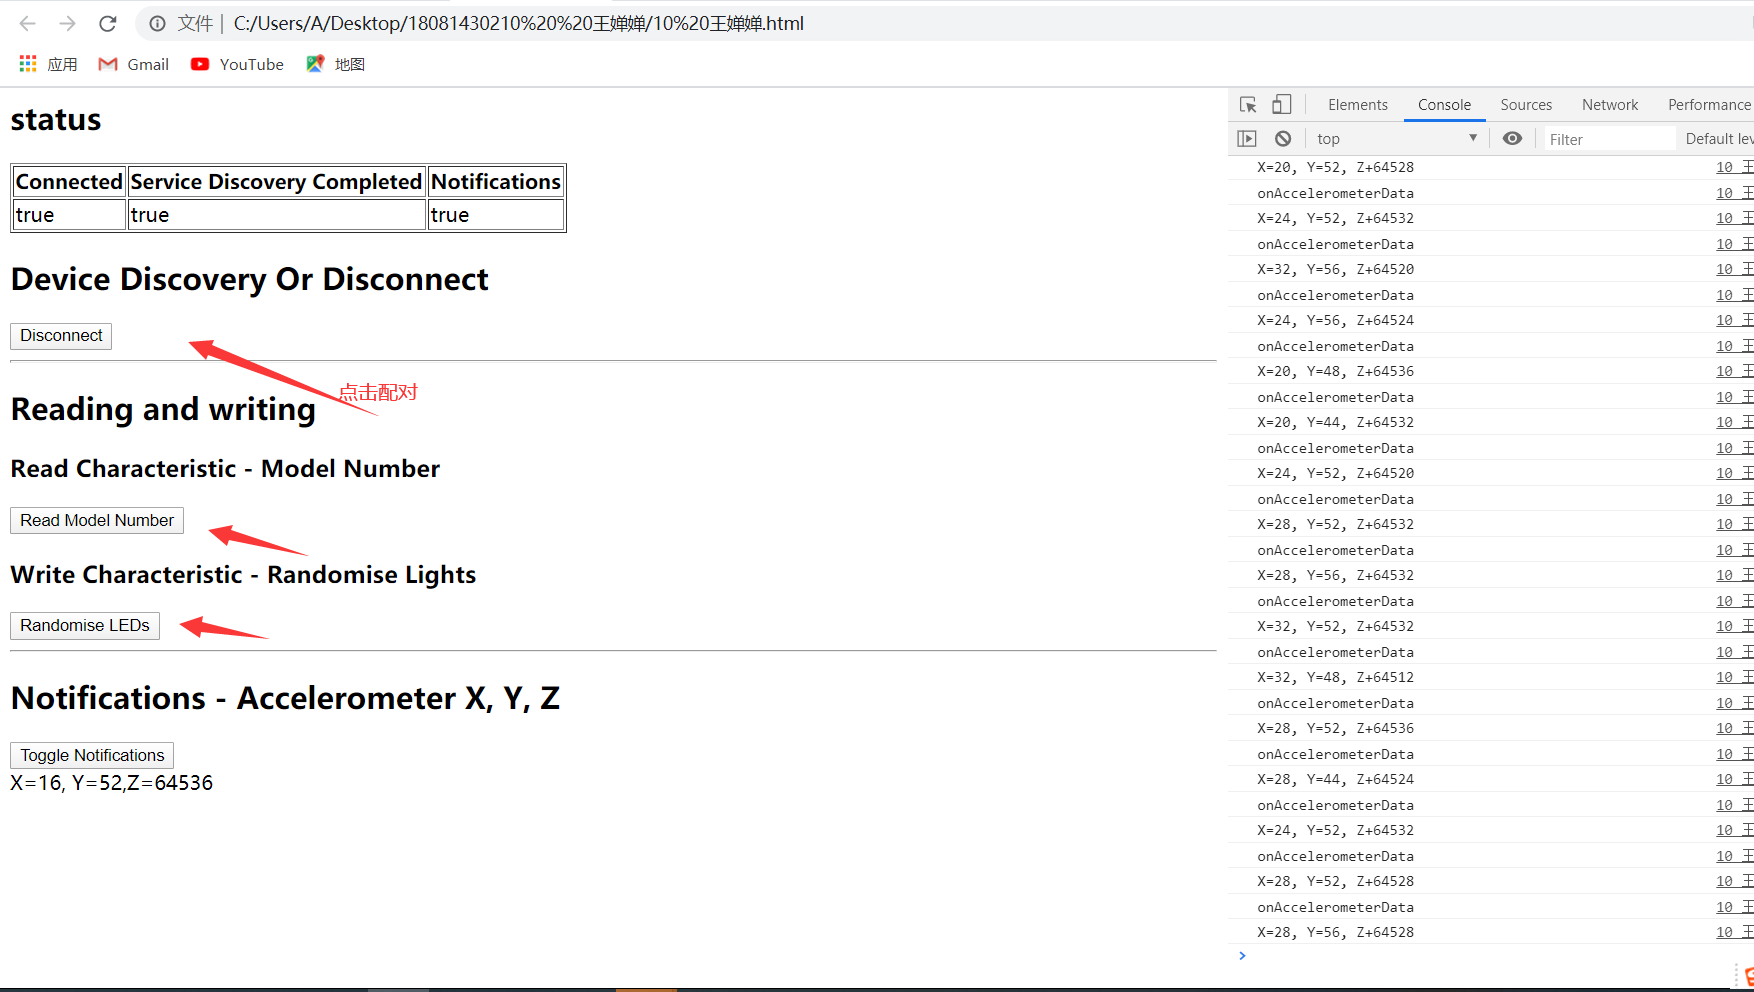 文件 | C:/Users/A/Desktop/18081430210%20%20王婵婵/10%20王婵婵.html
应用 Gmail YouTube 地图
status
Connected Service Discovery Completed Notifications
true true true
Device Discovery Or Disconnect
Disconnect
点击配对
Reading and writing
Read Characteristic - Model Number
Read Model Number
Write Characteristic - Randomise Lights
Randomise LEDs
Notifications - Accelerometer X, Y, Z
Toggle Notifications
X=16, Y=52,Z=64536
Elements Console Sources Network Performance
top Filter Default lev
X=20, Y=52, Z+64528 10 王
onAccelerometerData 10 王
X=24, Y=52, Z+64532 10 王
onAccelerometerData 10 王
X=32, Y=56, Z+64520 10 王
onAccelerometerData 10 王
X=24, Y=56, Z+64524 10 王
onAccelerometerData 10 王
X=20, Y=48, Z+64536 10 王
onAccelerometerData 10 王
X=20, Y=44, Z+64532 10 王
onAccelerometerData 10 王
X=24, Y=52, Z+64520 10 王
onAccelerometerData 10 王
X=28, Y=52, Z+64532 10 王
onAccelerometerData 10 王
X=28, Y=56, Z+64532 10 王
onAccelerometerData 10 王
X=32, Y=52, Z+64532 10 王
onAccelerometerData 10 王
X=32, Y=48, Z+64512 10 王
onAccelerometerData 10 王
X=28, Y=52, Z+64536 10 王
onAccelerometerData 10 王
X=28, Y=44, Z+64524 10 王
onAccelerometerData 10 王
X=24, Y=52, Z+64532 10 王
onAccelerometerData 10 王
X=28, Y=52, Z+64528 10 王
onAccelerometerData 10 王
X=28, Y=56, Z+64528 10 王